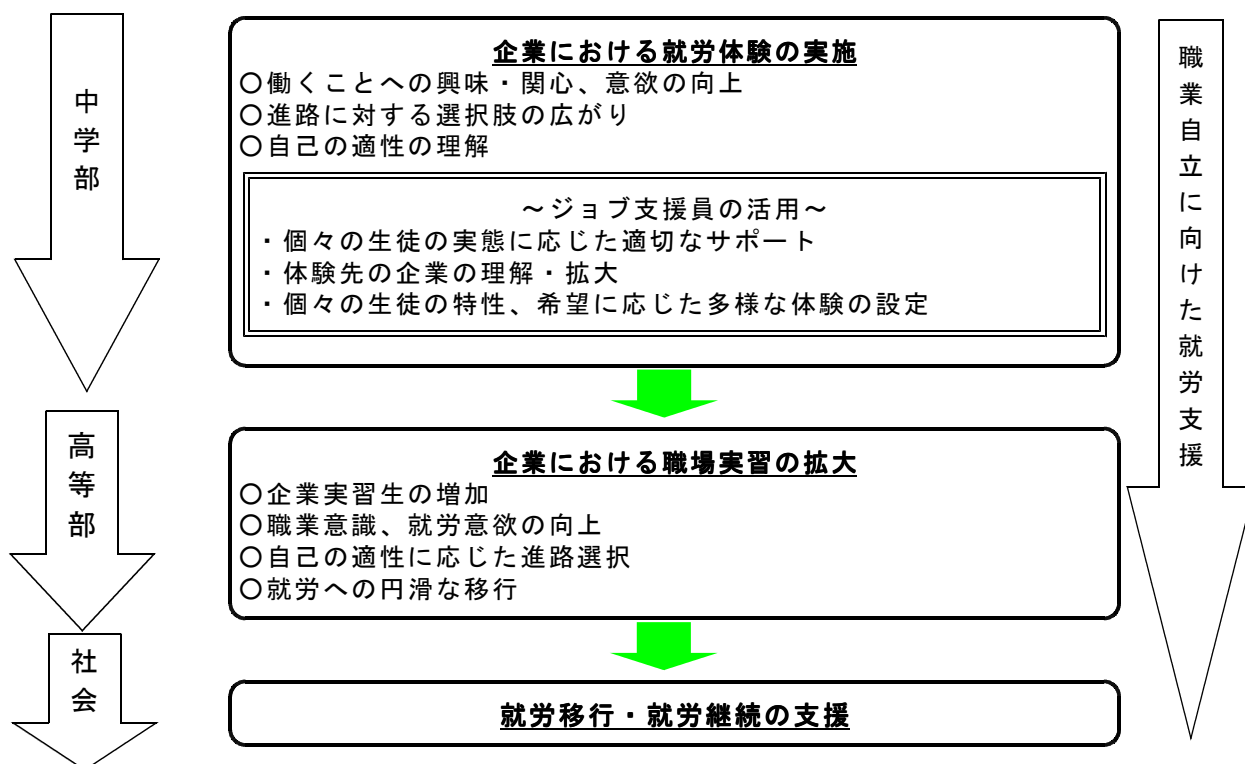 中学部
企業における就労体験の実施
○働くことへの興味・関心、意欲の向上
○進路に対する選択肢の広がり
○自己の適性の理解
～ジョブ支援員の活用～
・個々の生徒の実態に応じた適切なサポート
・体験先の企業の理解・拡大
・個々の生徒の特性、希望に応じた多様な体験の設定
高等部
企業における職場実習の拡大
○企業実習生の増加
○職業意識、就労意欲の向上
○自己の適性に応じた進路選択
○就労への円滑な移行
社会
就労移行・就労継続の支援
職業自立に向けた就労支援